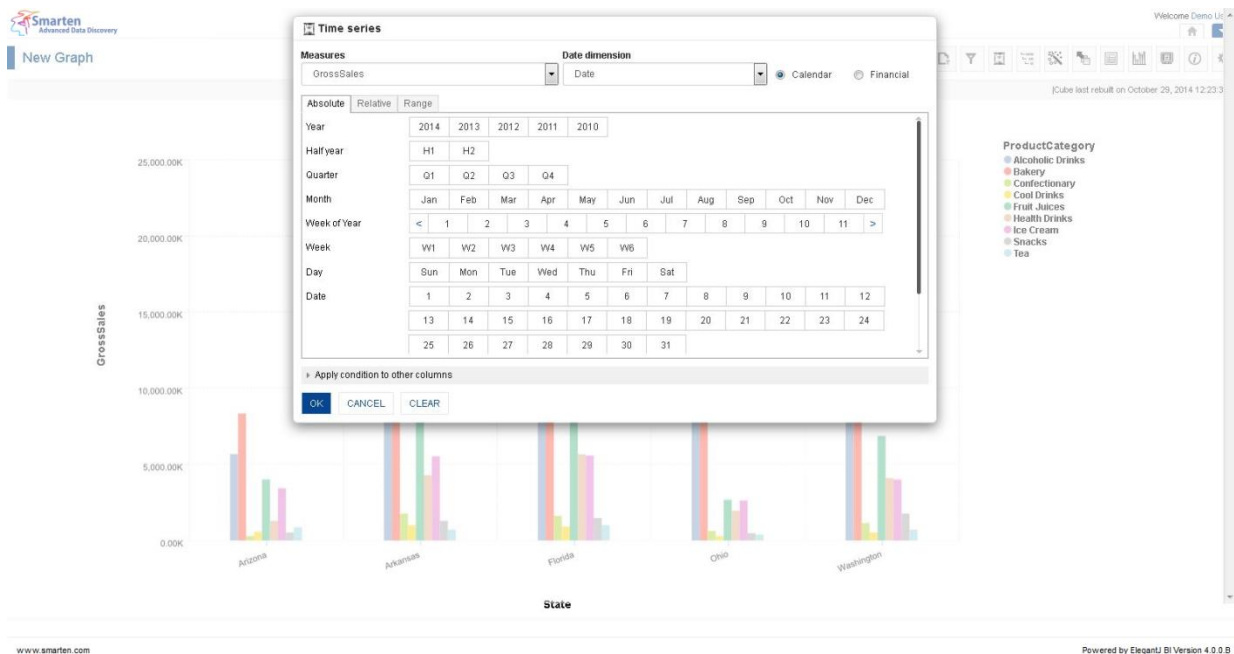 Smarten
Advanced Data Discovery
Welcome Demo Us
New Graph
|Cube last rebuilt on October 29, 2014 12:23:3
Time series
Measures Date dimension
GrossSales Date Calendar Financial
Absolute Relative Range
Year 2014 2013 2012 2011 2010
Halfyear H1 H2
Quarter Q1 Q2 Q3 Q4
Month Jan Feb Mar Apr May Jun Jul Aug Sep Oct Nov Dec
Week of Year < 1 2 3 4 5 6 7 8 9 10 11 >
Week W1 W2 W3 W4 W5 W6
Day Sun Mon Tue Wed Thu Fri Sat
Date 1 2 3 4 5 6 7 8 9 10 11 12
13 14 15 16 17 18 19 20 21 22 23 24
25 26 27 28 29 30 31
Apply condition to other columns
OK CANCEL CLEAR
ProductCategory
Alcoholic Drinks
Bakery
Confectionary
Cool Drinks
Fruit Juices
Health Drinks
Ice Cream
Snacks
Tea
GrossSales
25,000.00K
20,000.00K
15,000.00K
10,000.00K
5,000.00K
0.00K
Arizona Arkansas Florida Ohio Washington
State
www.smarten.com
Powered by ElegantJ BI Version 4.0.0.B